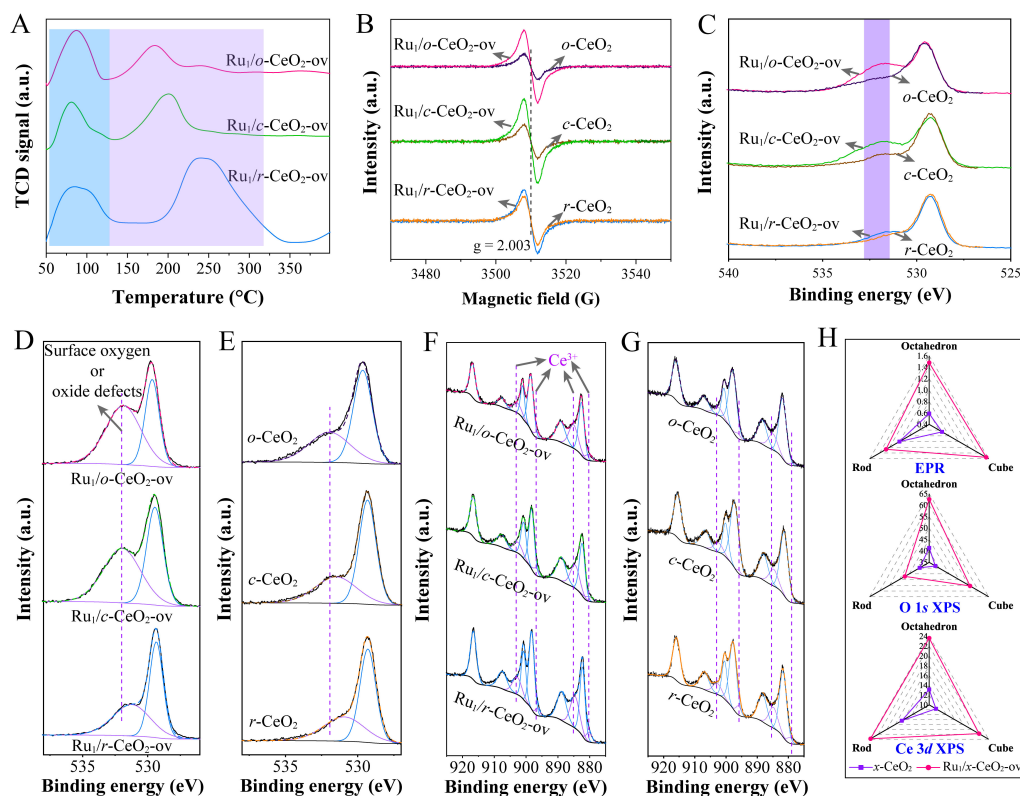 A
TCD signal (a.u.)
Ru₁/o-CeO₂-ov
Ru₁/c-CeO₂-ov
Ru₁/r-CeO₂-ov
50 100 150 200 250 300 350
Temperature (°C)
B
Intensity (a.u.)
Ru₁/o-CeO₂-ov
o-CeO₂
Ru₁/c-CeO₂-ov
c-CeO₂
Ru₁/r-CeO₂-ov
r-CeO₂
g = 2.003
3480 3510 3540
Magnetic field (G)
C
Intensity (a.u.)
Ru₁/o-CeO₂-ov
o-CeO₂
Ru₁/c-CeO₂-ov
c-CeO₂
Ru₁/r-CeO₂-ov
r-CeO₂
540 535 530 525
Binding energy (eV)
D
Intensity (a.u.)
Surface oxygen
or
oxide defects
Ru₁/o-CeO₂-ov
Ru₁/c-CeO₂-ov
Ru₁/r-CeO₂-ov
535 530
Binding energy (eV)
E
Intensity (a.u.)
o-CeO₂
c-CeO₂
r-CeO₂
535 530
Binding energy (eV)
F
Intensity (a.u.)
Ce³⁺
Ru₁/o-CeO₂-ov
Ru₁/c-CeO₂-ov
Ru₁/r-CeO₂-ov
920 900 880
Binding energy (eV)
G
Intensity (a.u.)
o-CeO₂
c-CeO₂
r-CeO₂
920 900 880
Binding energy (eV)
H
Octahedron
1.6
1.4
1.2
1.0
0.8
0.6
0.4
Rod
Cube
EPR
Octahedron
65
60
55
50
45
40
35
30
Rod
Cube
O 1s XPS
Octahedron
24
22
20
18
16
14
12
10
Rod
Cube
Ce 3d XPS
x-CeO₂ Ru₁/x-CeO₂-ov